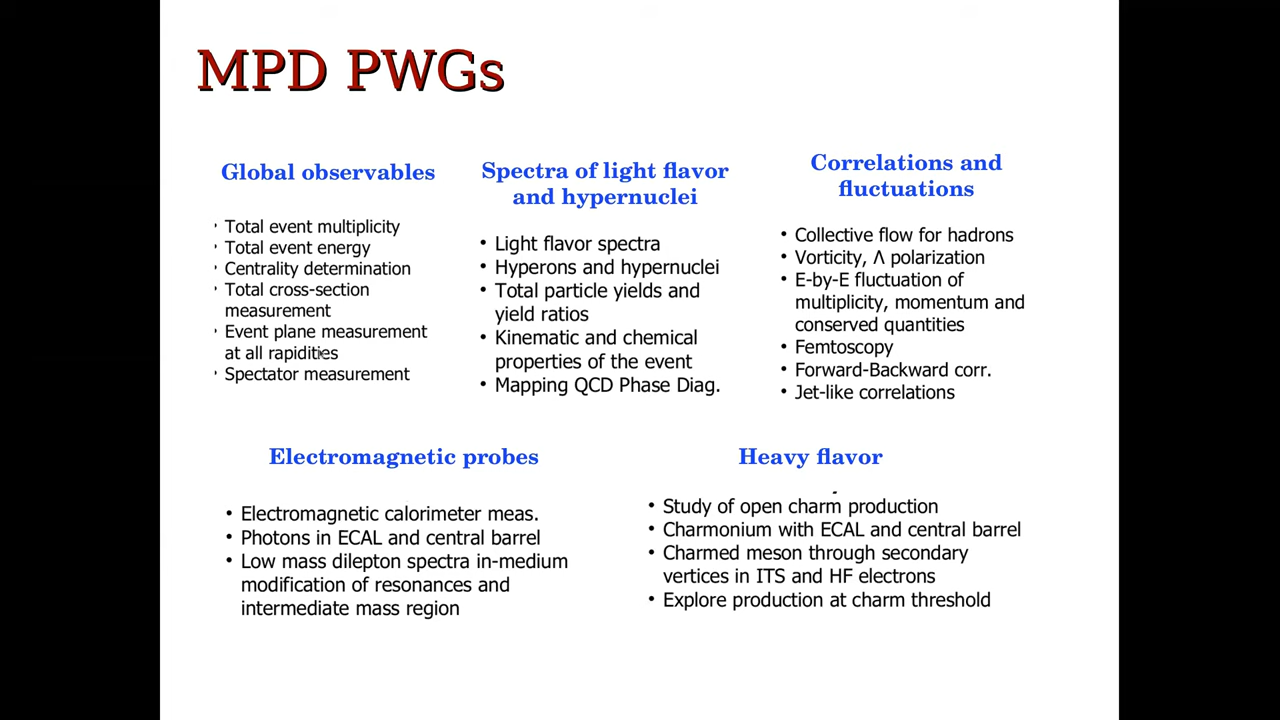 MPD PWGs
Global observables
· Total event multiplicity
· Total event energy
· Centrality determination
· Total cross-section
measurement
· Event plane measurement
at all rapidities
· Spectator measurement
Spectra of light flavor
and hypernuclei
• Light flavor spectra
• Hyperons and hypernuclei
• Total particle yields and
yield ratios
• Kinematic and chemical
properties of the event
• Mapping QCD Phase Diag.
Correlations and
fluctuations
• Collective flow for hadrons
• Vorticity, Λ polarization
• E-by-E fluctuation of
multiplicity, momentum and
conserved quantities
• Femtoscopy
• Forward-Backward corr.
• Jet-like correlations
Electromagnetic probes
• Electromagnetic calorimeter meas.
• Photons in ECAL and central barrel
• Low mass dilepton spectra in-medium
modification of resonances and
intermediate mass region
Heavy flavor
• Study of open charm production
• Charmonium with ECAL and central barrel
• Charmed meson through secondary
vertices in ITS and HF electrons
• Explore production at charm threshold